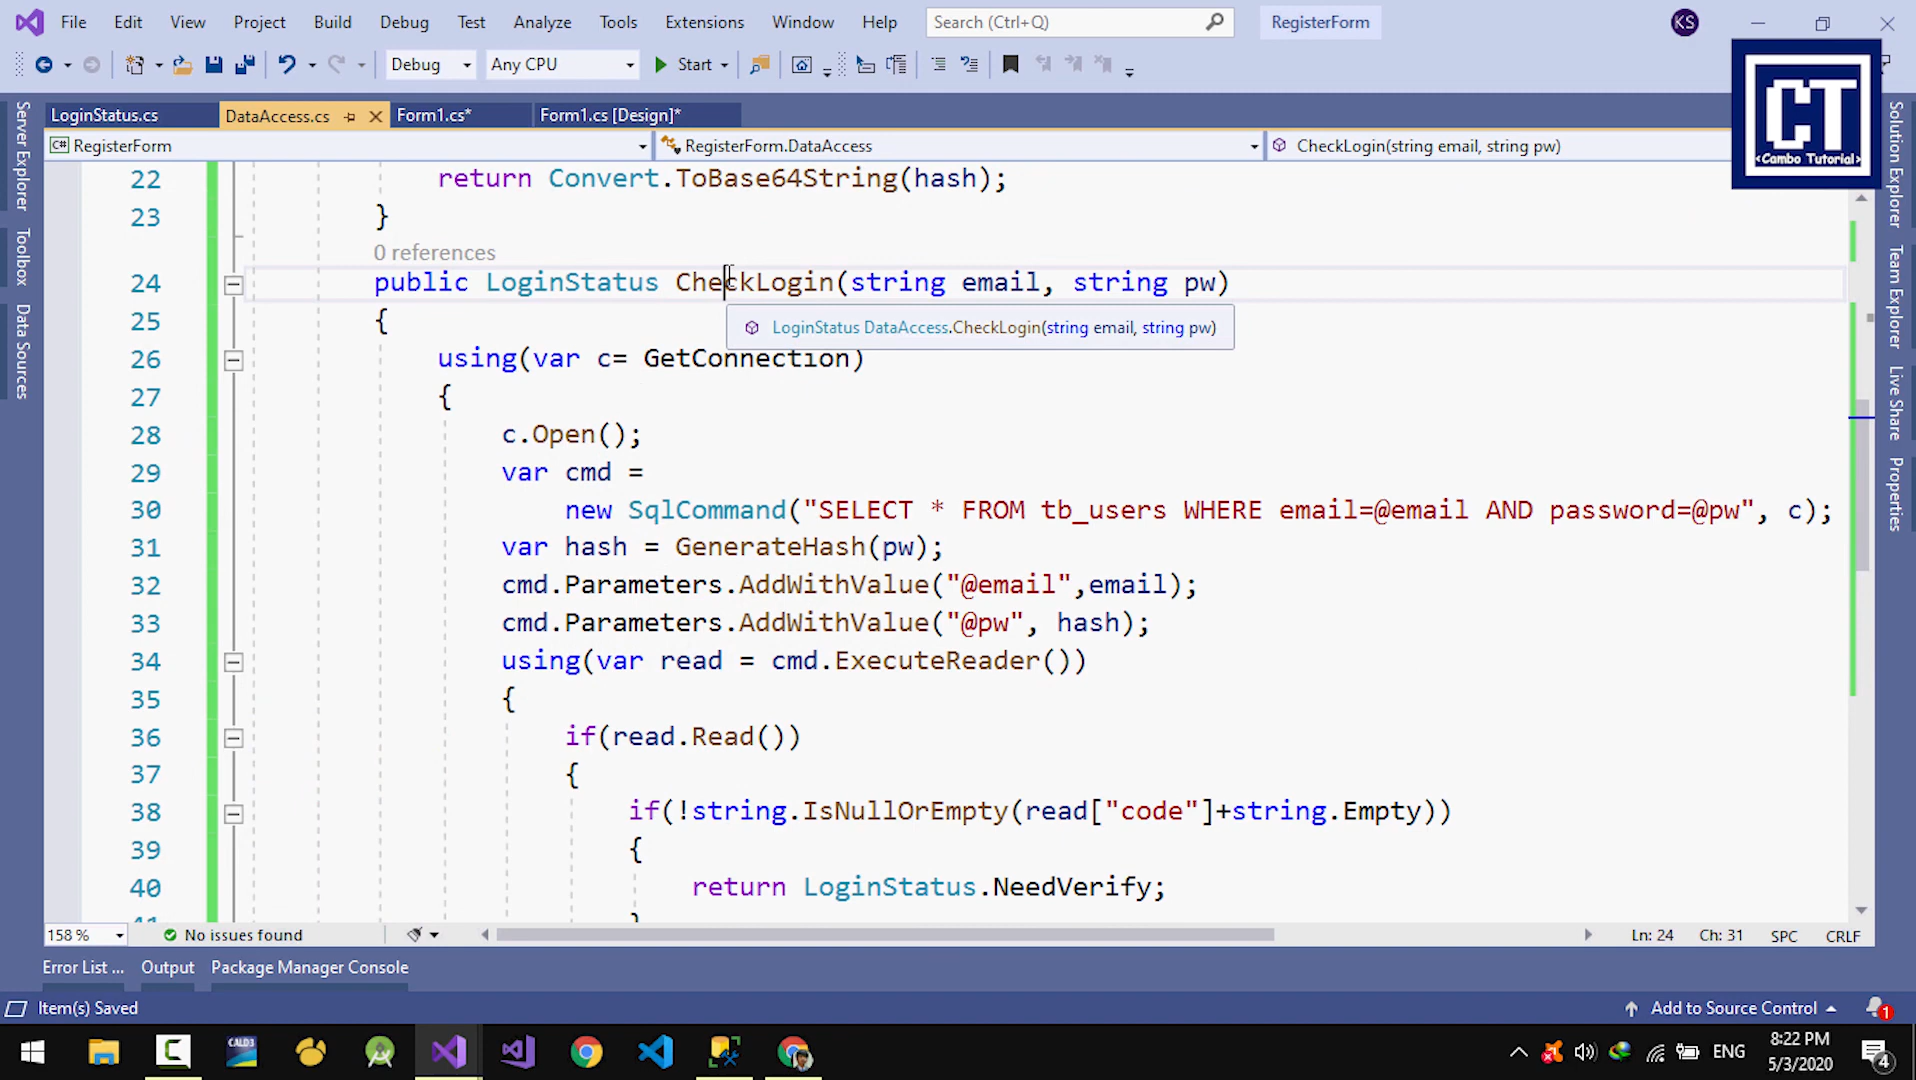 File Edit View Project Build Debug Test Analyze Tools Extensions Window Help Search (Ctrl+Q) RegisterForm KS
Debug Any CPU Start
CT
<Cambo Tutorial>
LoginStatus.cs DataAccess.cs Form1.cs* Form1.cs [Design]*
C# RegisterForm RegisterForm.DataAccess CheckLogin(string email, string pw)
Server Explorer
Toolbox
Data Sources
Solution Explorer
Team Explorer
Live Share
Properties
22 return Convert.ToBase64String(hash);
23 }
0 references
24 public LoginStatus CheckLogin(string email, string pw)
25 {
LoginStatus DataAccess.CheckLogin(string email, string pw)
26 using(var c= GetConnection)
27 {
28 c.Open();
29 var cmd =
30 new SqlCommand("SELECT * FROM tb_users WHERE email=@email AND password=@pw", c);
31 var hash = GenerateHash(pw);
32 cmd.Parameters.AddWithValue("@email",email);
33 cmd.Parameters.AddWithValue("@pw", hash);
34 using(var read = cmd.ExecuteReader())
35 {
36 if(read.Read())
37 {
38 if(!string.IsNullOrEmpty(read["code"]+string.Empty))
39 {
40 return LoginStatus.NeedVerify;
41 }
158 % No issues found Ln: 24 Ch: 31 SPC CRLF
Error List ... Output Package Manager Console
Item(s) Saved Add to Source Control 1
CALD3 ENG 8:22 PM
5/3/2020 4